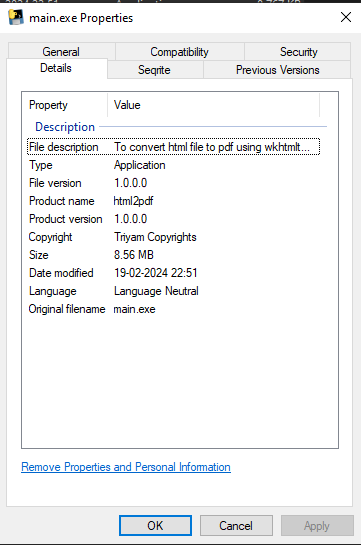 main.exe Properties
General Compatibility Security
Details Seqrite Previous Versions
Property Value
Description
File description To convert html file to pdf using wkhtmlt...
Type Application
File version 1.0.0.0
Product name html2pdf
Product version 1.0.0.0
Copyright Triyam Copyrights
Size 8.56 MB
Date modified 19-02-2024 22:51
Language Language Neutral
Original filename main.exe
Remove Properties and Personal Information
OK Cancel Apply